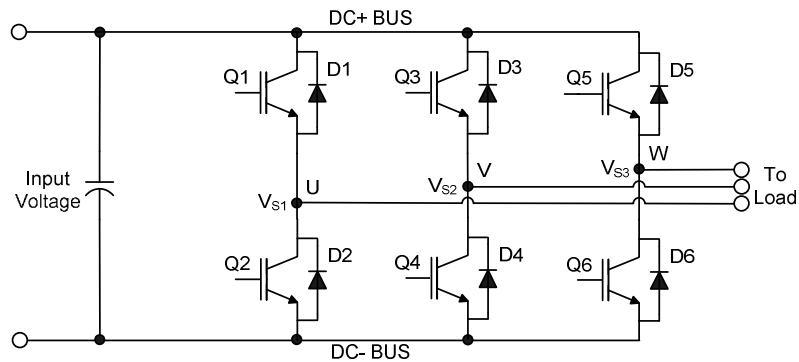 DC+ BUS
Q1
D1
Q3
D3
Q5
D5
Input
Voltage
VS1
U
VS2
V
VS3
W
To
Load
Q2
D2
Q4
D4
Q6
D6
DC- BUS